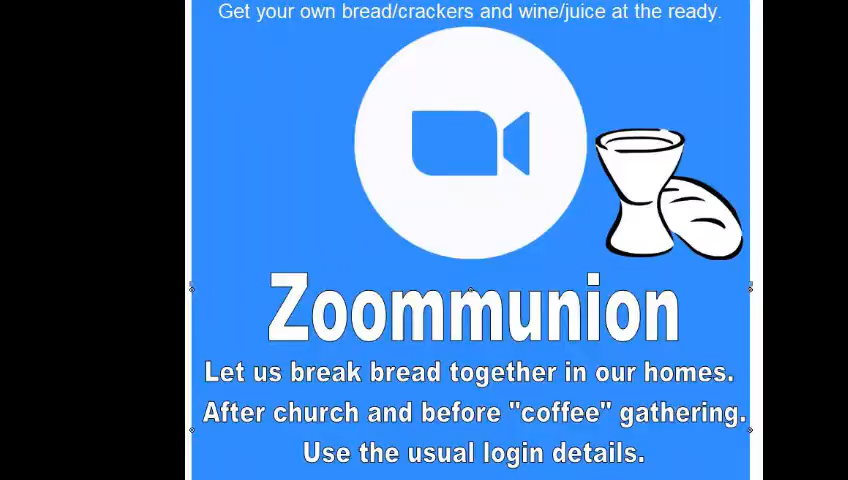 Get your own bread/crackers and wine/juice at the ready.
Zoommunion
Let us break bread together in our homes.
After church and before "coffee" gathering.
Use the usual login details.